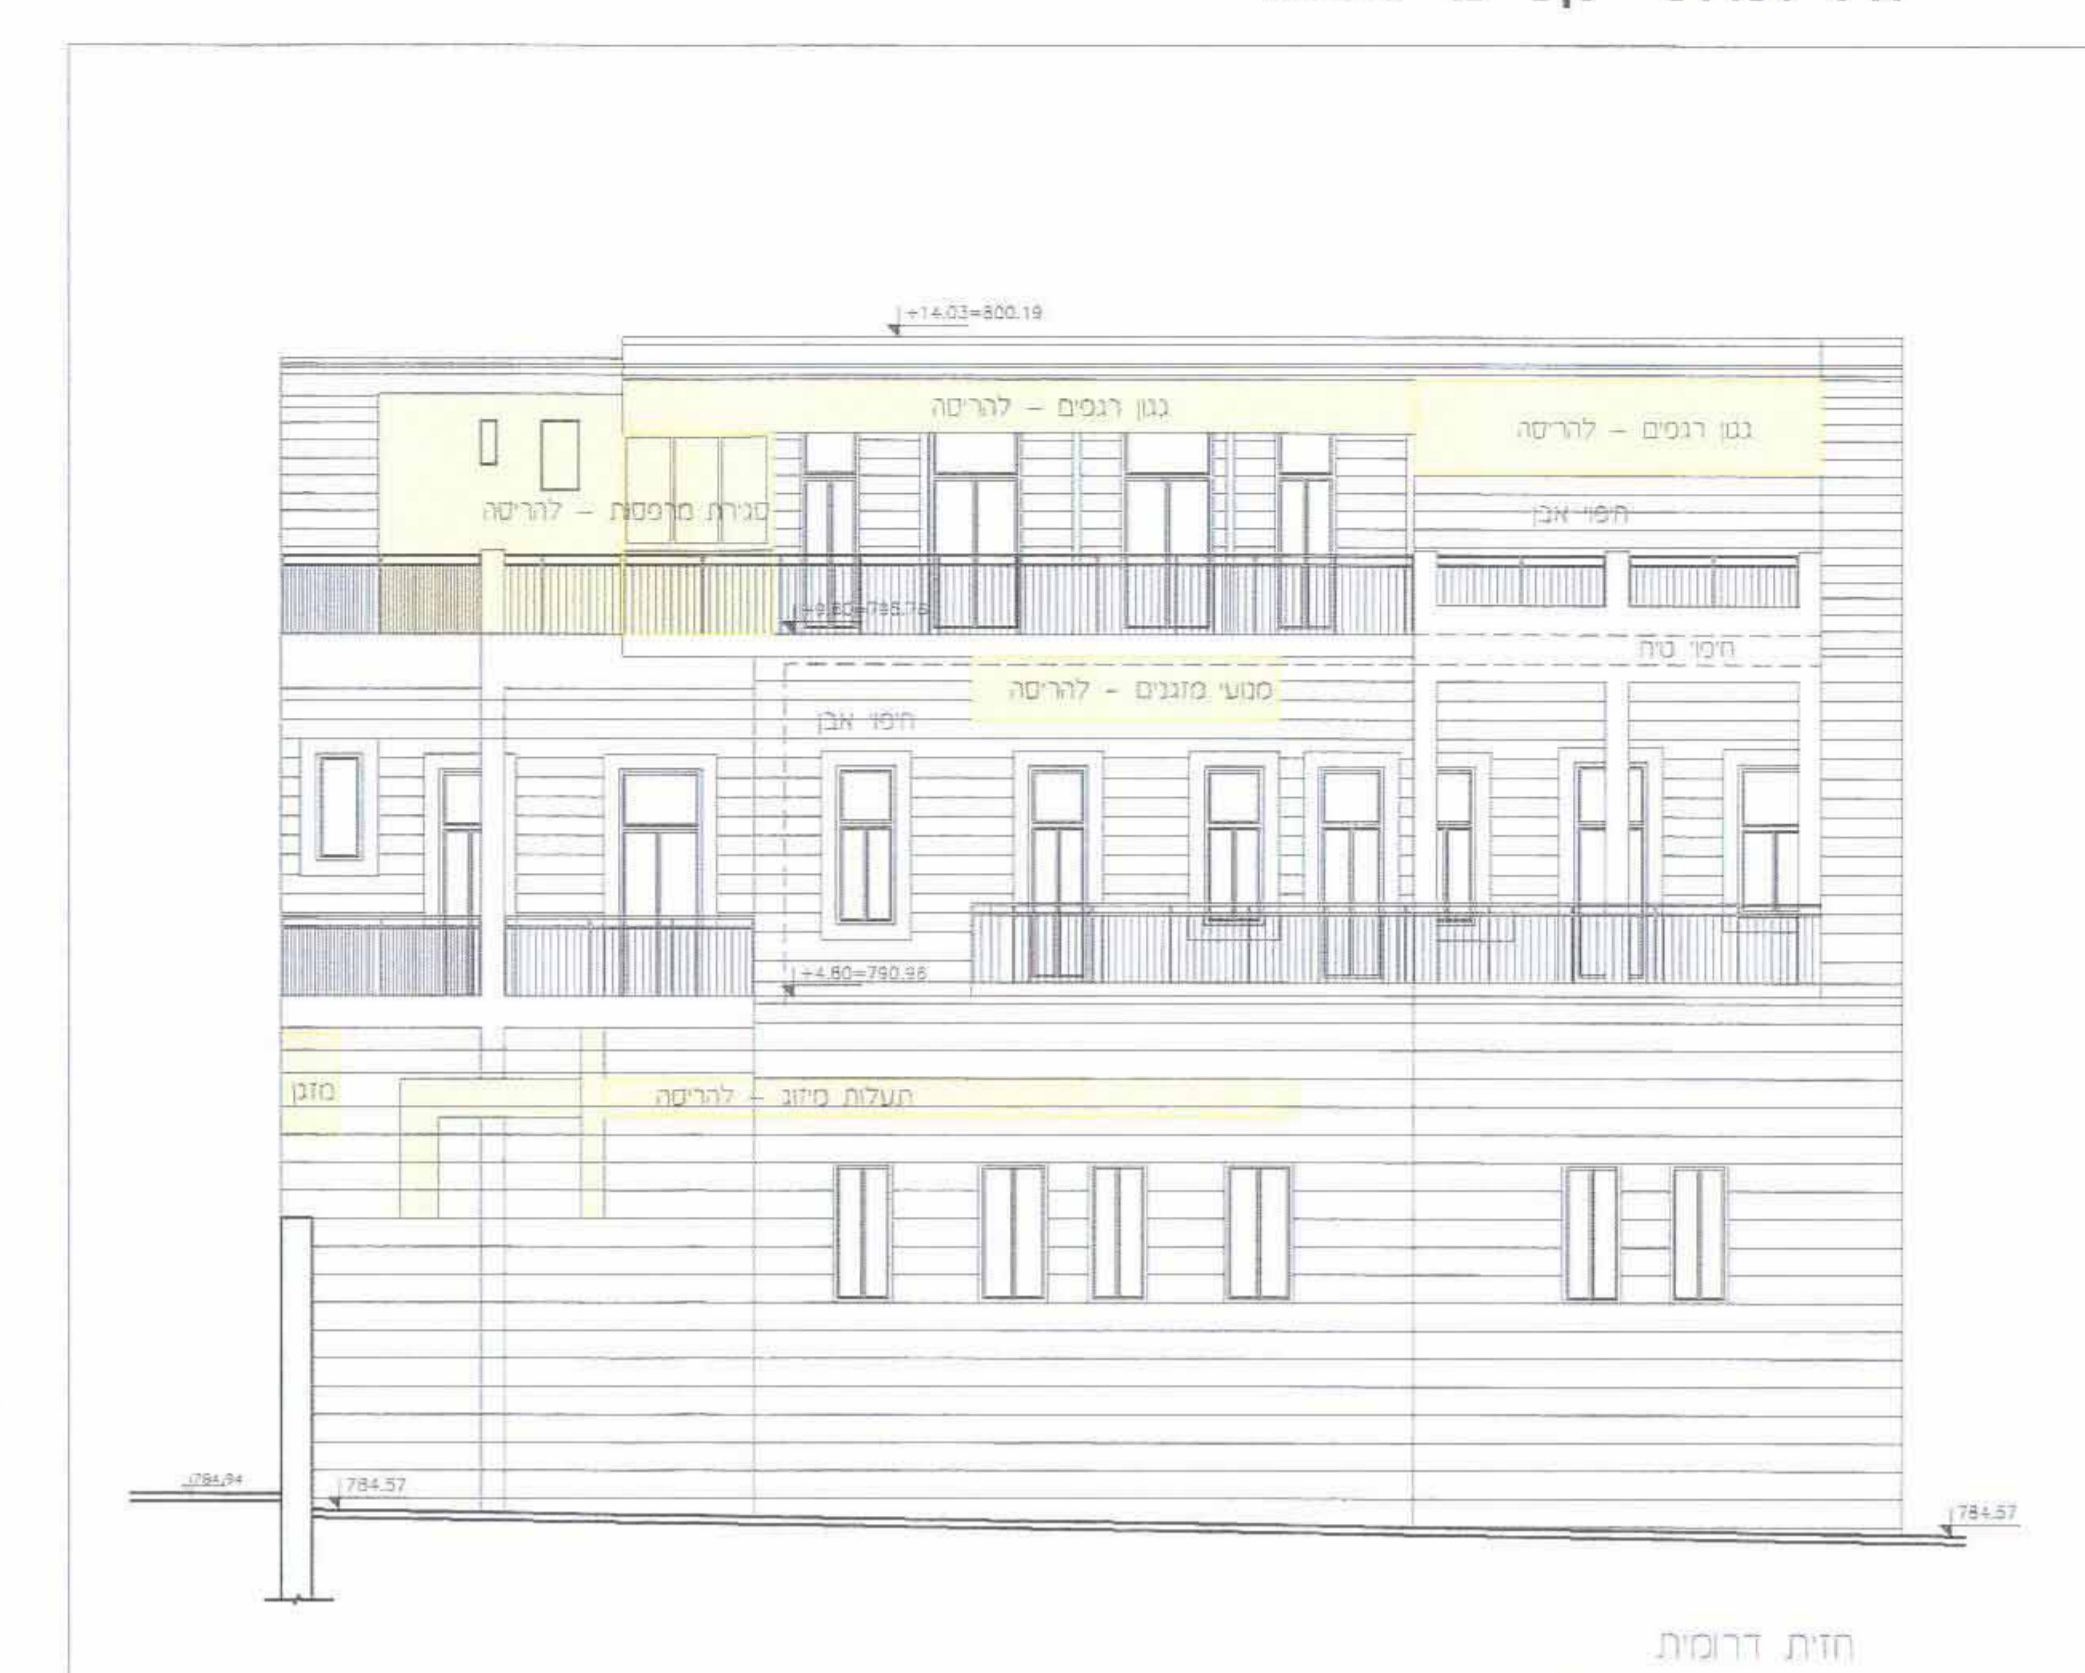 +14.03=800.19
גגון רגפים – להריסה
גגון רגפים – להריסה
סגירת מרפסת – להריסה
חיפוי אבן
+9.60=795.76
חיפוי טיח
מנועי מזגנים – להריסה
חיפוי אבן
+4.80=790.96
מזגן
תעלות מיזוג – להריסה
784.94
784.57
784.57
חזית דרומית